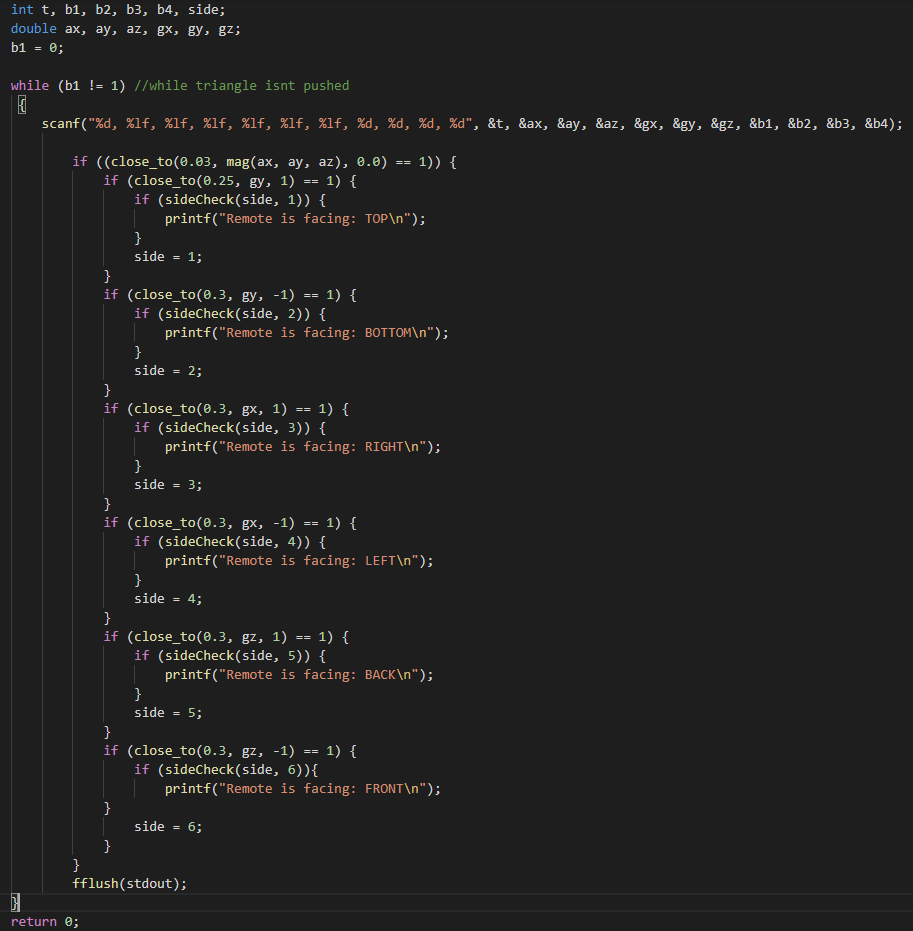 int t, b1, b2, b3, b4, side;
double ax, ay, az, gx, gy, gz;
b1 = 0;

while (b1 != 1) //while triangle isnt pushed
 {
    scanf("%d, %lf, %lf, %lf, %lf, %lf, %lf, %d, %d, %d, %d", &t, &ax, &ay, &az, &gx, &gy, &gz, &b1, &b2, &b3, &b4);

        if ((close_to(0.03, mag(ax, ay, az), 0.0) == 1)) {
            if (close_to(0.25, gy, 1) == 1) {
                if (sideCheck(side, 1)) {
                    printf("Remote is facing: TOP\n");
                }
                side = 1;
            }
            if (close_to(0.3, gy, -1) == 1) {
                if (sideCheck(side, 2)) {
                    printf("Remote is facing: BOTTOM\n");
                }
                side = 2;
            }
            if (close_to(0.3, gx, 1) == 1) {
                if (sideCheck(side, 3)) {
                    printf("Remote is facing: RIGHT\n");
                }
                side = 3;
            }
            if (close_to(0.3, gx, -1) == 1) {
                if (sideCheck(side, 4)) {
                    printf("Remote is facing: LEFT\n");
                }
                side = 4;
            }
            if (close_to(0.3, gz, 1) == 1) {
                if (sideCheck(side, 5)) {
                    printf("Remote is facing: BACK\n");
                }
                side = 5;
            }
            if (close_to(0.3, gz, -1) == 1) {
                if (sideCheck(side, 6)){
                    printf("Remote is facing: FRONT\n");
            }
                side = 6;
            }
        }
        fflush(stdout);
}
return 0;